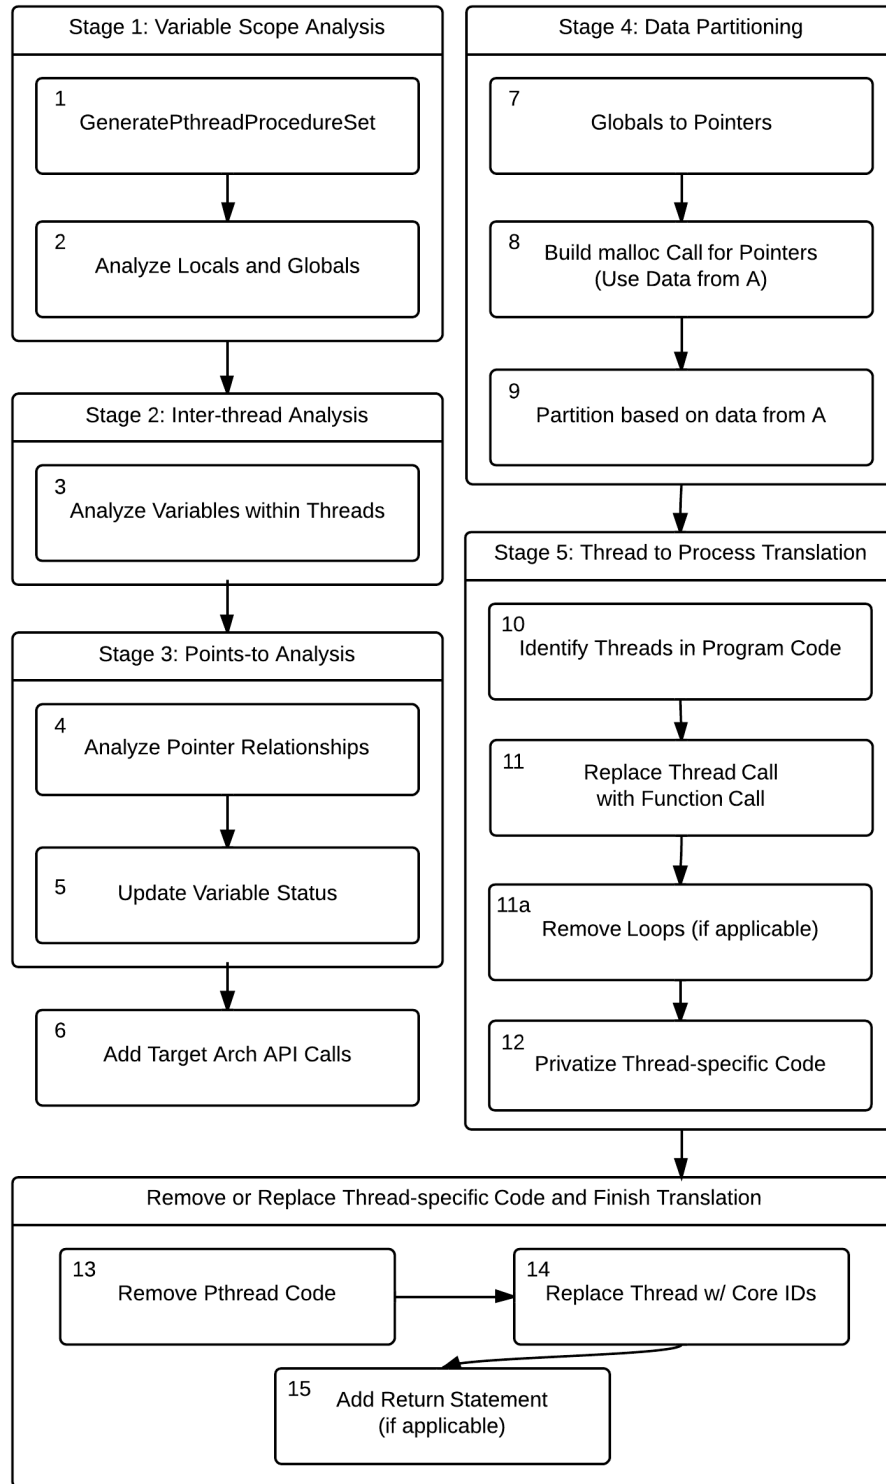 Stage 1: Variable Scope Analysis
1
GeneratePthreadProcedureSet
2
Analyze Locals and Globals
Stage 2: Inter-thread Analysis
3
Analyze Variables within Threads
Stage 3: Points-to Analysis
4
Analyze Pointer Relationships
5
Update Variable Status
6
Add Target Arch API Calls
Stage 4: Data Partitioning
7
Globals to Pointers
8
Build malloc Call for Pointers
(Use Data from A)
9
Partition based on data from A
Stage 5: Thread to Process Translation
10
Identify Threads in Program Code
11
Replace Thread Call
with Function Call
11a
Remove Loops (if applicable)
12
Privatize Thread-specific Code
Remove or Replace Thread-specific Code and Finish Translation
13
Remove Pthread Code
14
Replace Thread w/ Core IDs
15
Add Return Statement
(if applicable)